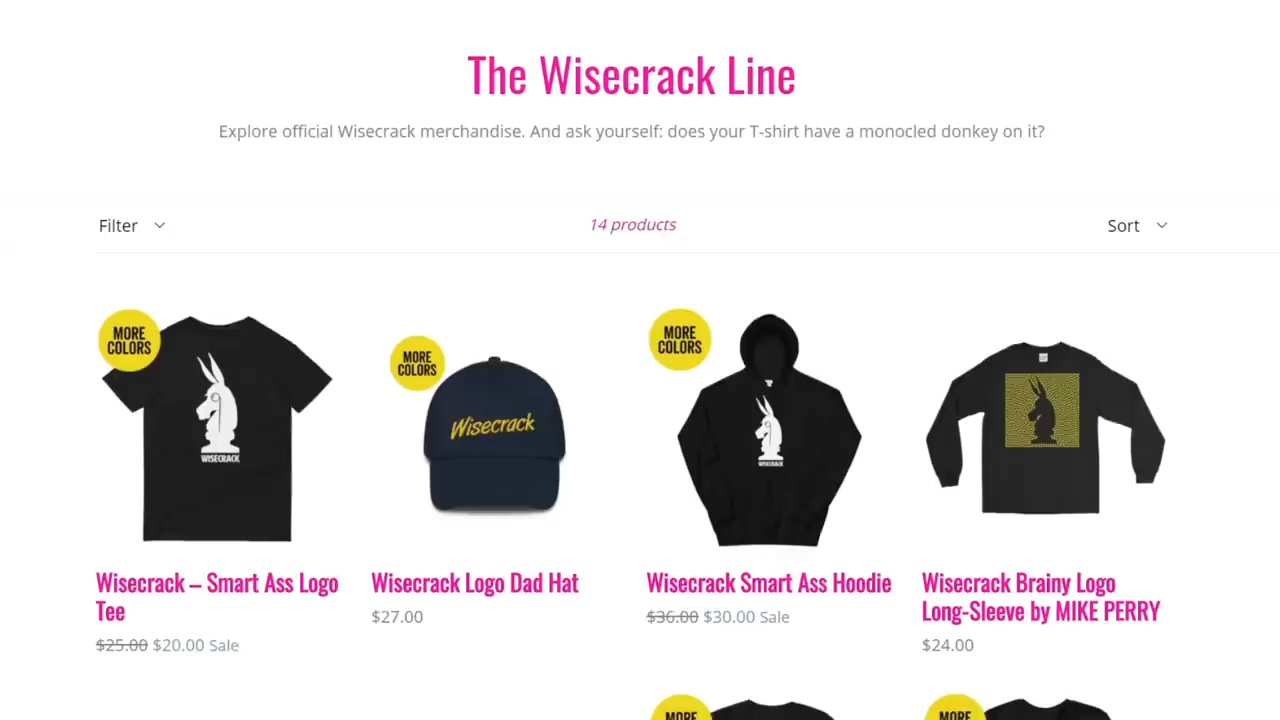 The Wisecrack Line
Explore official Wisecrack merchandise. And ask yourself: does your T-shirt have a monocled donkey on it?
Filter
14 products
Sort
MORE
COLORS
WISECRACK
MORE
COLORS
Wisecrack
MORE
COLORS
WISECRACK
Wisecrack – Smart Ass Logo
Tee
$25.00 $20.00 Sale
Wisecrack Logo Dad Hat
$27.00
Wisecrack Smart Ass Hoodie
$36.00 $30.00 Sale
Wisecrack Brainy Logo
Long-Sleeve by MIKE PERRY
$24.00
MORE
MORE